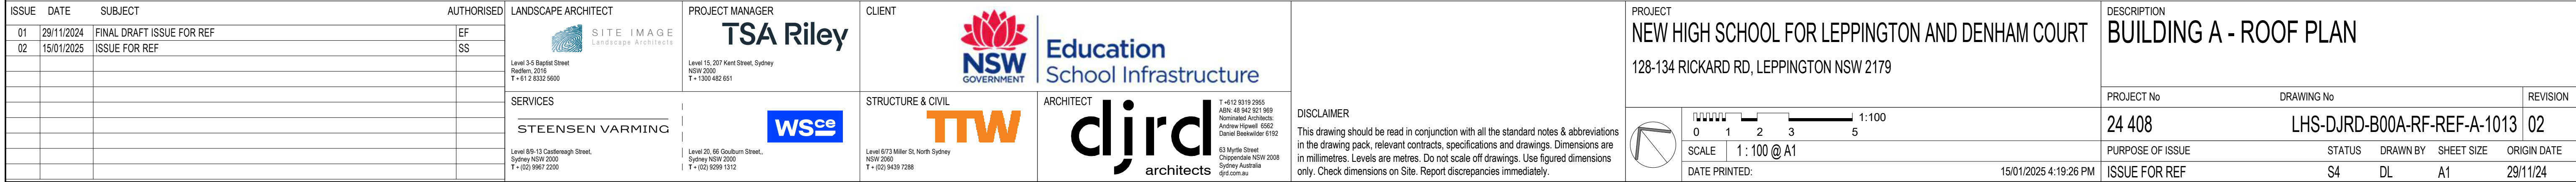 ISSUE DATE SUBJECT AUTHORISED
01 29/11/2024 FINAL DRAFT ISSUE FOR REF EF
02 15/01/2025 ISSUE FOR REF SS
LANDSCAPE ARCHITECT
SITE IMAGE
Landscape Architects
Level 3-5 Baptist Street
Redfern, 2016
T + 61 2 8332 5600
PROJECT MANAGER
TSA Riley
Level 15, 207 Kent Street, Sydney
NSW 2000
T + 1300 482 651
CLIENT
NSW
GOVERNMENT
Education
School Infrastructure
SERVICES
STEENSEN VARMING
Level 8/9-13 Castlereagh Street,
Sydney NSW 2000
T + (02) 9967 2200
wsce
Level 20, 66 Goulburn Street,,
Sydney NSW 2000
T + (02) 9299 1312
STRUCTURE & CIVIL
TTW
Level 6/73 Miller St, North Sydney
NSW 2060
T + (02) 9439 7288
ARCHITECT
djrd
architects
T +612 9319 2955
ABN: 48 942 921 969
Nominated Architects:
Andrew Hipwell 6562
Daniel Beekwilder 6192
63 Myrtle Street
Chippendale NSW 2008
Sydney Australia
djrd.com.au
DISCLAIMER
This drawing should be read in conjunction with all the standard notes & abbreviations
in the drawing pack, relevant contracts, specifications and drawings. Dimensions are
in millimetres. Levels are metres. Do not scale off drawings. Use figured dimensions
only. Check dimensions on Site. Report discrepancies immediately.
PROJECT
NEW HIGH SCHOOL FOR LEPPINGTON AND DENHAM COURT
128-134 RICKARD RD, LEPPINGTON NSW 2179
1:100
0 1 2 3 5
SCALE 1 : 100 @ A1
DATE PRINTED: 15/01/2025 4:19:26 PM
DESCRIPTION
BUILDING A - ROOF PLAN
PROJECT No DRAWING No REVISION
24 408 LHS-DJRD-B00A-RF-REF-A-1013 02
PURPOSE OF ISSUE STATUS DRAWN BY SHEET SIZE ORIGIN DATE
ISSUE FOR REF S4 DL A1 29/11/24